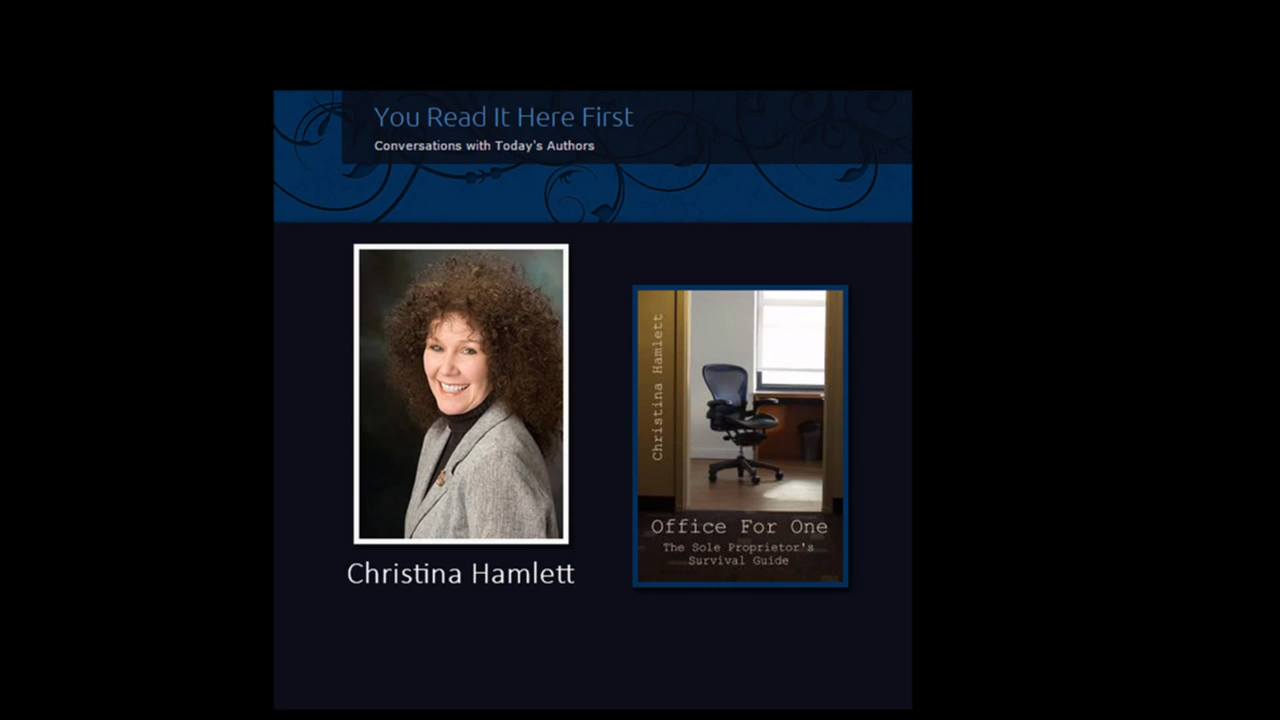 You Read It Here First
Conversations with Today's Authors
Christina Hamlett
Christina Hamlett
Office For One
The Sole Proprietor's
Survival Guide